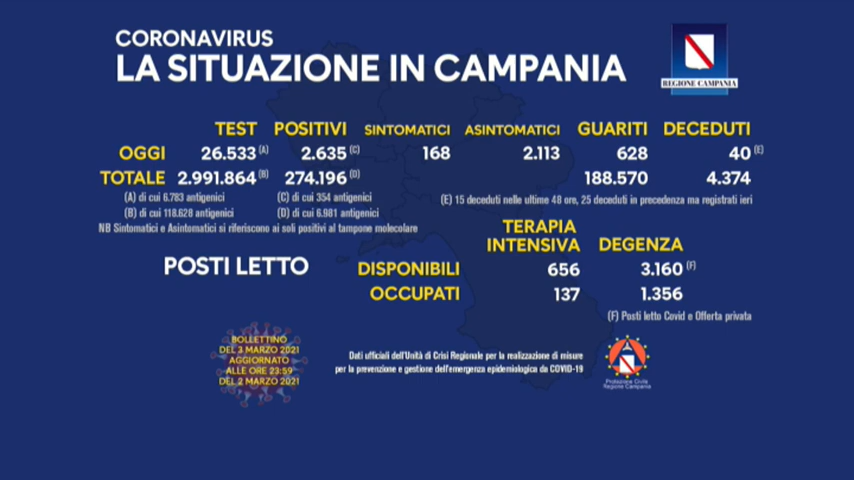 CORONAVIRUS
LA SITUAZIONE IN CAMPANIA
REGIONE CAMPANIA
TEST POSITIVI SINTOMATICI ASINTOMATICI GUARITI DECEDUTI
OGGI 26.533 (A) 2.635 (C) 168 2.113 628 40 (E)
TOTALE 2.991.864 (B) 274.196 (D) 188.570 4.374
(A) di cui 6.783 antigenici (C) di cui 354 antigenici (E) 15 deceduti nelle ultime 48 ore, 25 deceduti in precedenza ma registrati ieri
(B) di cui 118.628 antigenici (D) di cui 6.981 antigenici
NB Sintomatici e Asintomatici si riferiscono ai soli positivi al tampone molecolare
TERAPIA
INTENSIVA DEGENZA
POSTI LETTO DISPONIBILI 656 3.160 (F)
OCCUPATI 137 1.356
(F) Posti letto Covid e Offerta privata
BOLLETTINO
DEL 3 MARZO 2021
AGGIORNATO
ALLE ORE 23:59
DEL 2 MARZO 2021
Dati ufficiali dell'Unità di Crisi Regionale per la realizzazione di misure
per la prevenzione e gestione dell'emergenza epidemiologica da COVID-19
Protezione Civile
Regione Campania